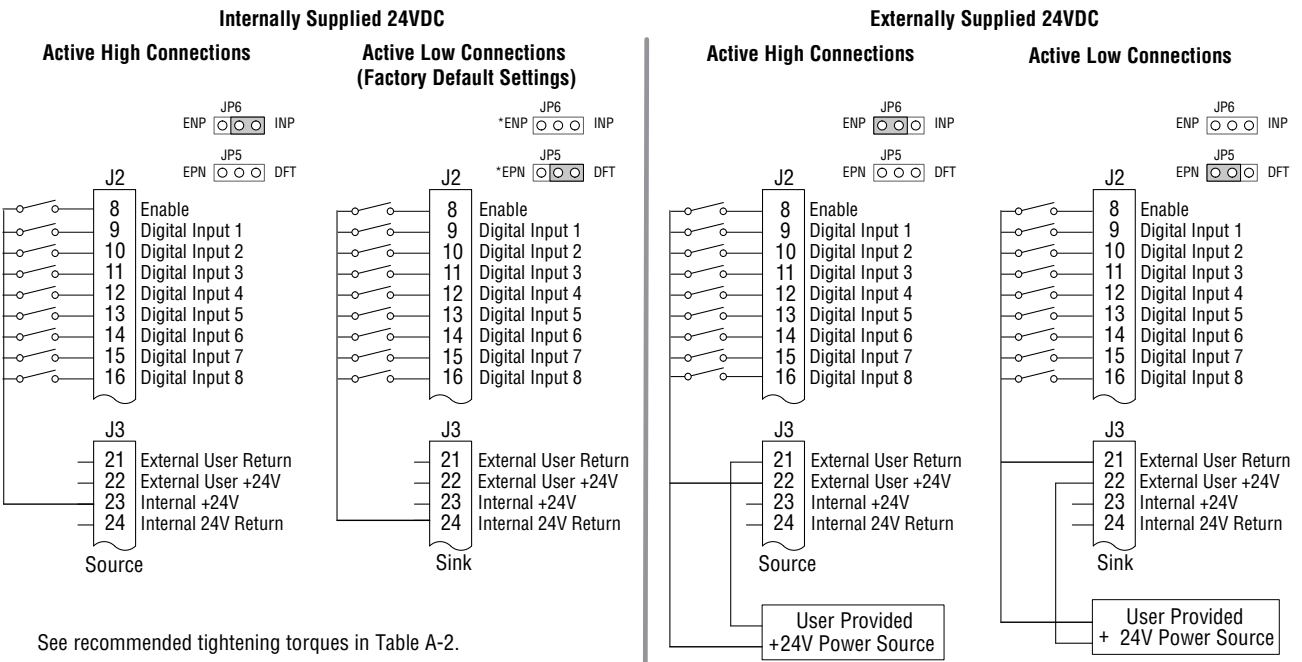 Internally Supplied 24VDC
Active High Connections
JP6
ENP INP
JP5
EPN DFT
J2
8 Enable
9 Digital Input 1
10 Digital Input 2
11 Digital Input 3
12 Digital Input 4
13 Digital Input 5
14 Digital Input 6
15 Digital Input 7
16 Digital Input 8
J3
21 External User Return
22 External User +24V
23 Internal +24V
24 Internal 24V Return
Source
Active Low Connections
(Factory Default Settings)
JP6
*ENP INP
JP5
*EPN DFT
J2
8 Enable
9 Digital Input 1
10 Digital Input 2
11 Digital Input 3
12 Digital Input 4
13 Digital Input 5
14 Digital Input 6
15 Digital Input 7
16 Digital Input 8
J3
21 External User Return
22 External User +24V
23 Internal +24V
24 Internal 24V Return
Sink
See recommended tightening torques in Table A-2.
Externally Supplied 24VDC
Active High Connections
JP6
ENP INP
JP5
EPN DFT
J2
8 Enable
9 Digital Input 1
10 Digital Input 2
11 Digital Input 3
12 Digital Input 4
13 Digital Input 5
14 Digital Input 6
15 Digital Input 7
16 Digital Input 8
J3
21 External User Return
22 External User +24V
23 Internal +24V
24 Internal 24V Return
Source
User Provided
+24V Power Source
Active Low Connections
JP6
ENP INP
JP5
EPN DFT
J2
8 Enable
9 Digital Input 1
10 Digital Input 2
11 Digital Input 3
12 Digital Input 4
13 Digital Input 5
14 Digital Input 6
15 Digital Input 7
16 Digital Input 8
J3
21 External User Return
22 External User +24V
23 Internal +24V
24 Internal 24V Return
Sink
User Provided
+ 24V Power Source